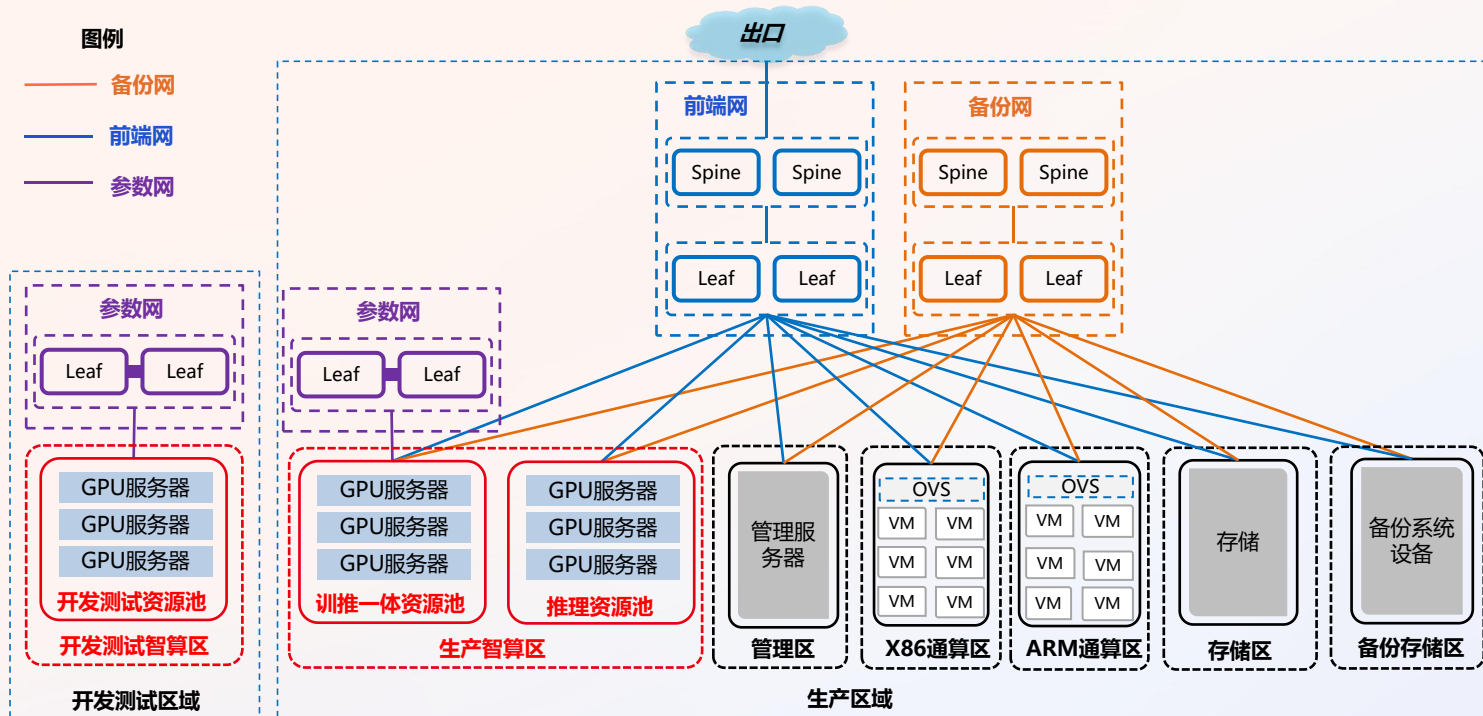 图例
备份网
前端网
参数网
出口
前端网
Spine
Spine
Leaf
Leaf
备份网
Spine
Spine
Leaf
Leaf
参数网
Leaf
Leaf
GPU服务器
GPU服务器
GPU服务器
开发测试资源池
开发测试智算区
开发测试区域
参数网
Leaf
Leaf
GPU服务器
GPU服务器
GPU服务器
训推一体资源池
GPU服务器
GPU服务器
GPU服务器
推理资源池
生产智算区
管理服
务器
管理区
OVS
VM
VM
VM
VM
VM
VM
X86通算区
OVS
VM
VM
VM
VM
VM
VM
ARM通算区
存储
存储区
备份系统
设备
备份存储区
生产区域